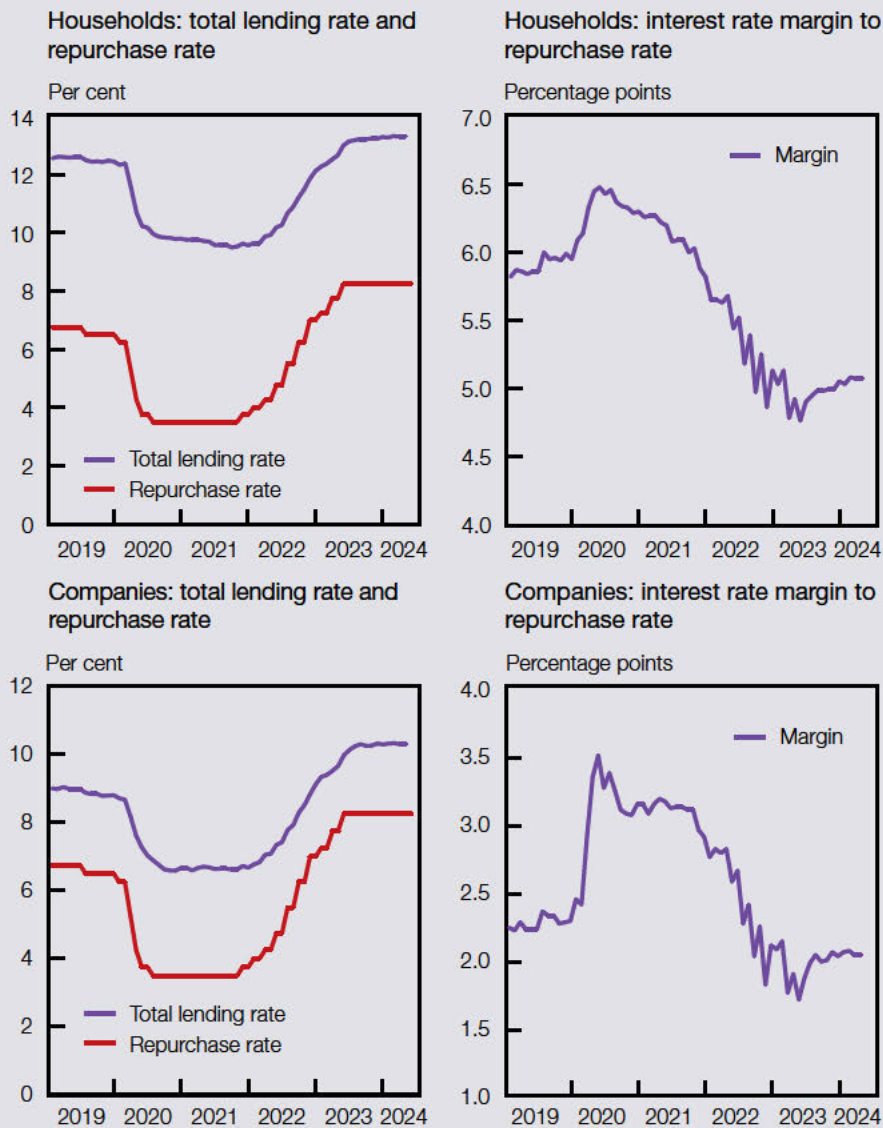 Households: total lending rate and
repurchase rate
Per cent
14
12
10
8
6
4
2
0
Total lending rate
Repurchase rate
2019 2020 2021 2022 2023 2024
Households: interest rate margin to
repurchase rate
Percentage points
7.0
6.5
6.0
5.5
5.0
4.5
4.0
Margin
2019 2020 2021 2022 2023 2024
Companies: total lending rate and
repurchase rate
Per cent
12
10
8
6
4
2
0
Total lending rate
Repurchase rate
2019 2020 2021 2022 2023 2024
Companies: interest rate margin to
repurchase rate
Percentage points
4.0
3.5
3.0
2.5
2.0
1.5
1.0
Margin
2019 2020 2021 2022 2023 2024